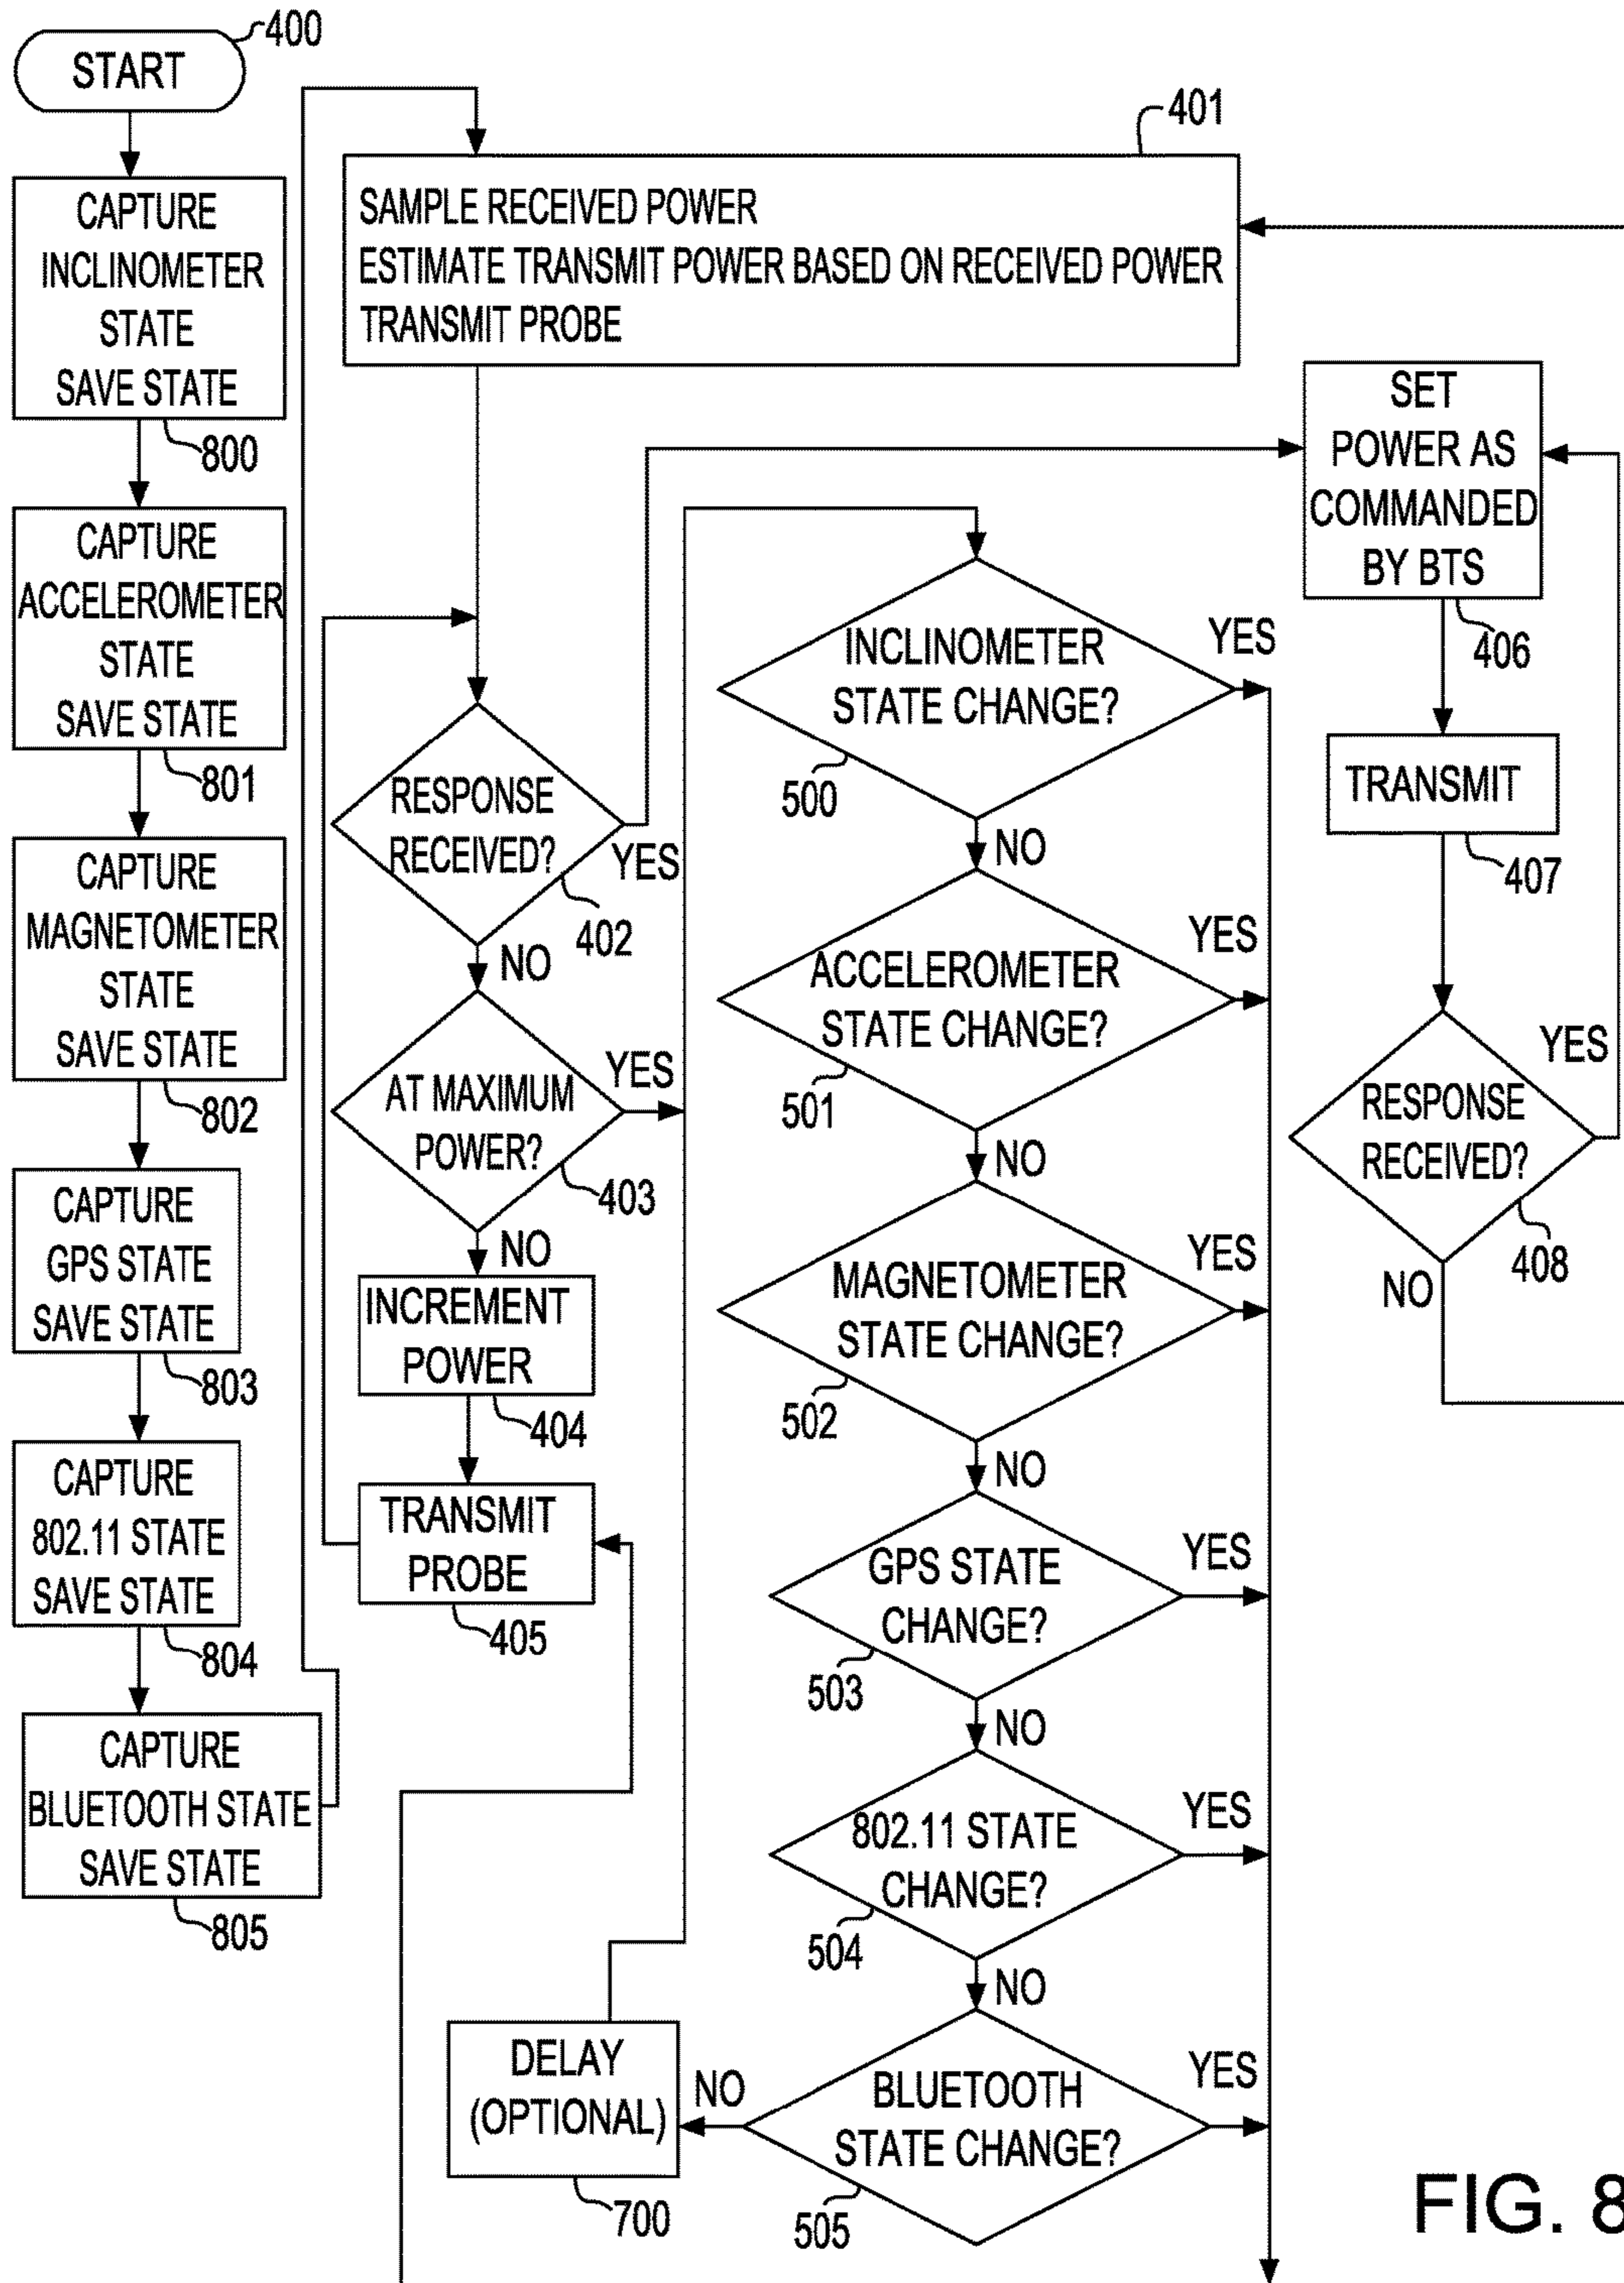 START
400
CAPTURE
INCLINOMETER
STATE
SAVE STATE
800
CAPTURE
ACCELEROMETER
STATE
SAVE STATE
801
CAPTURE
MAGNETOMETER
STATE
SAVE STATE
802
CAPTURE
GPS STATE
SAVE STATE
803
CAPTURE
802.11 STATE
SAVE STATE
804
CAPTURE
BLUETOOTH STATE
SAVE STATE
805
401
SAMPLE RECEIVED POWER
ESTIMATE TRANSMIT POWER BASED ON RECEIVED POWER
TRANSMIT PROBE
RESPONSE
RECEIVED?
YES
402
NO
AT MAXIMUM
POWER?
YES
403
NO
INCREMENT
POWER
404
TRANSMIT
PROBE
405
INCLINOMETER
STATE CHANGE?
YES
500
NO
ACCELEROMETER
STATE CHANGE?
YES
501
NO
MAGNETOMETER
STATE CHANGE?
YES
502
NO
GPS STATE
CHANGE?
YES
503
NO
802.11 STATE
CHANGE?
YES
504
NO
BLUETOOTH
STATE CHANGE?
YES
505
NO
DELAY
(OPTIONAL)
700
SET
POWER AS
COMMANDED
BY BTS
406
TRANSMIT
407
RESPONSE
RECEIVED?
YES
408
NO
FIG. 8